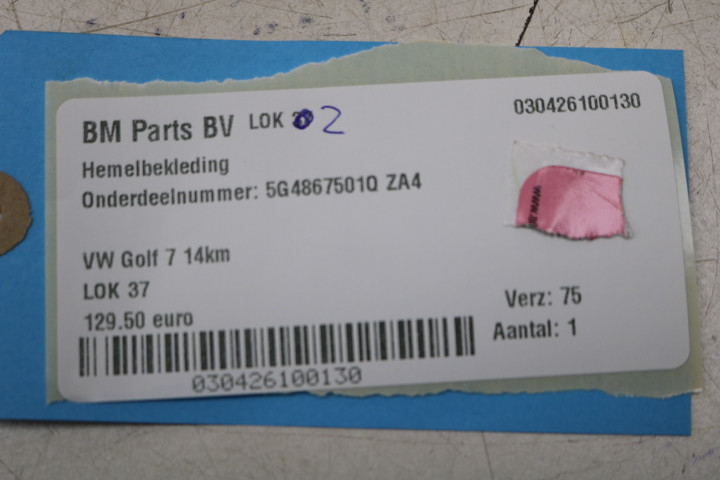 BM Parts BV LOK 2
030426100130
Hemelbekleding
Onderdeelnummer: 5G4867501Q ZA4
VW Golf 7 14km
LOK 37
129.50 euro
Verz: 75
Aantal: 1
030426100130